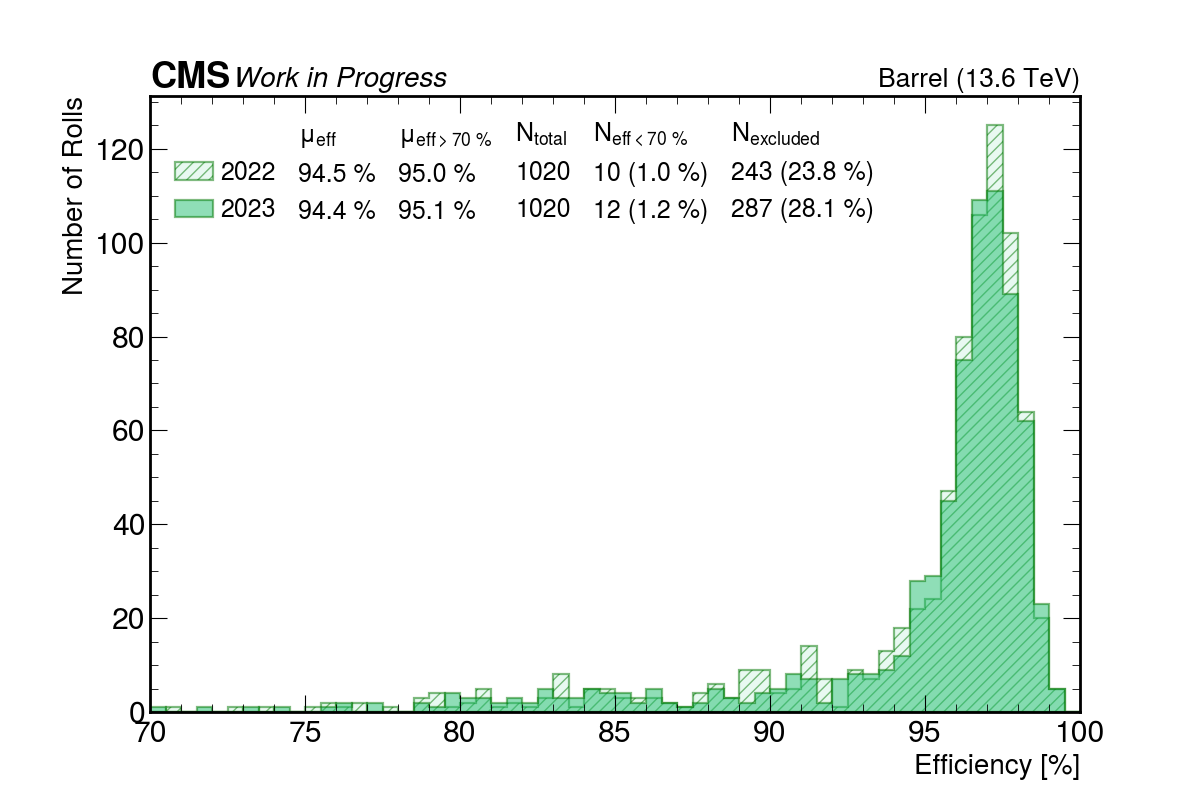 CMS Work in Progress Barrel (13.6 TeV)
Number of Rolls
μeff μeff > 70 % Ntotal Neff < 70 % Nexcluded
2022 94.5 % 95.0 % 1020 10 (1.0 %) 243 (23.8 %)
2023 94.4 % 95.1 % 1020 12 (1.2 %) 287 (28.1 %)
120
100
80
60
40
20
0
70 75 80 85 90 95 100
Efficiency [%]